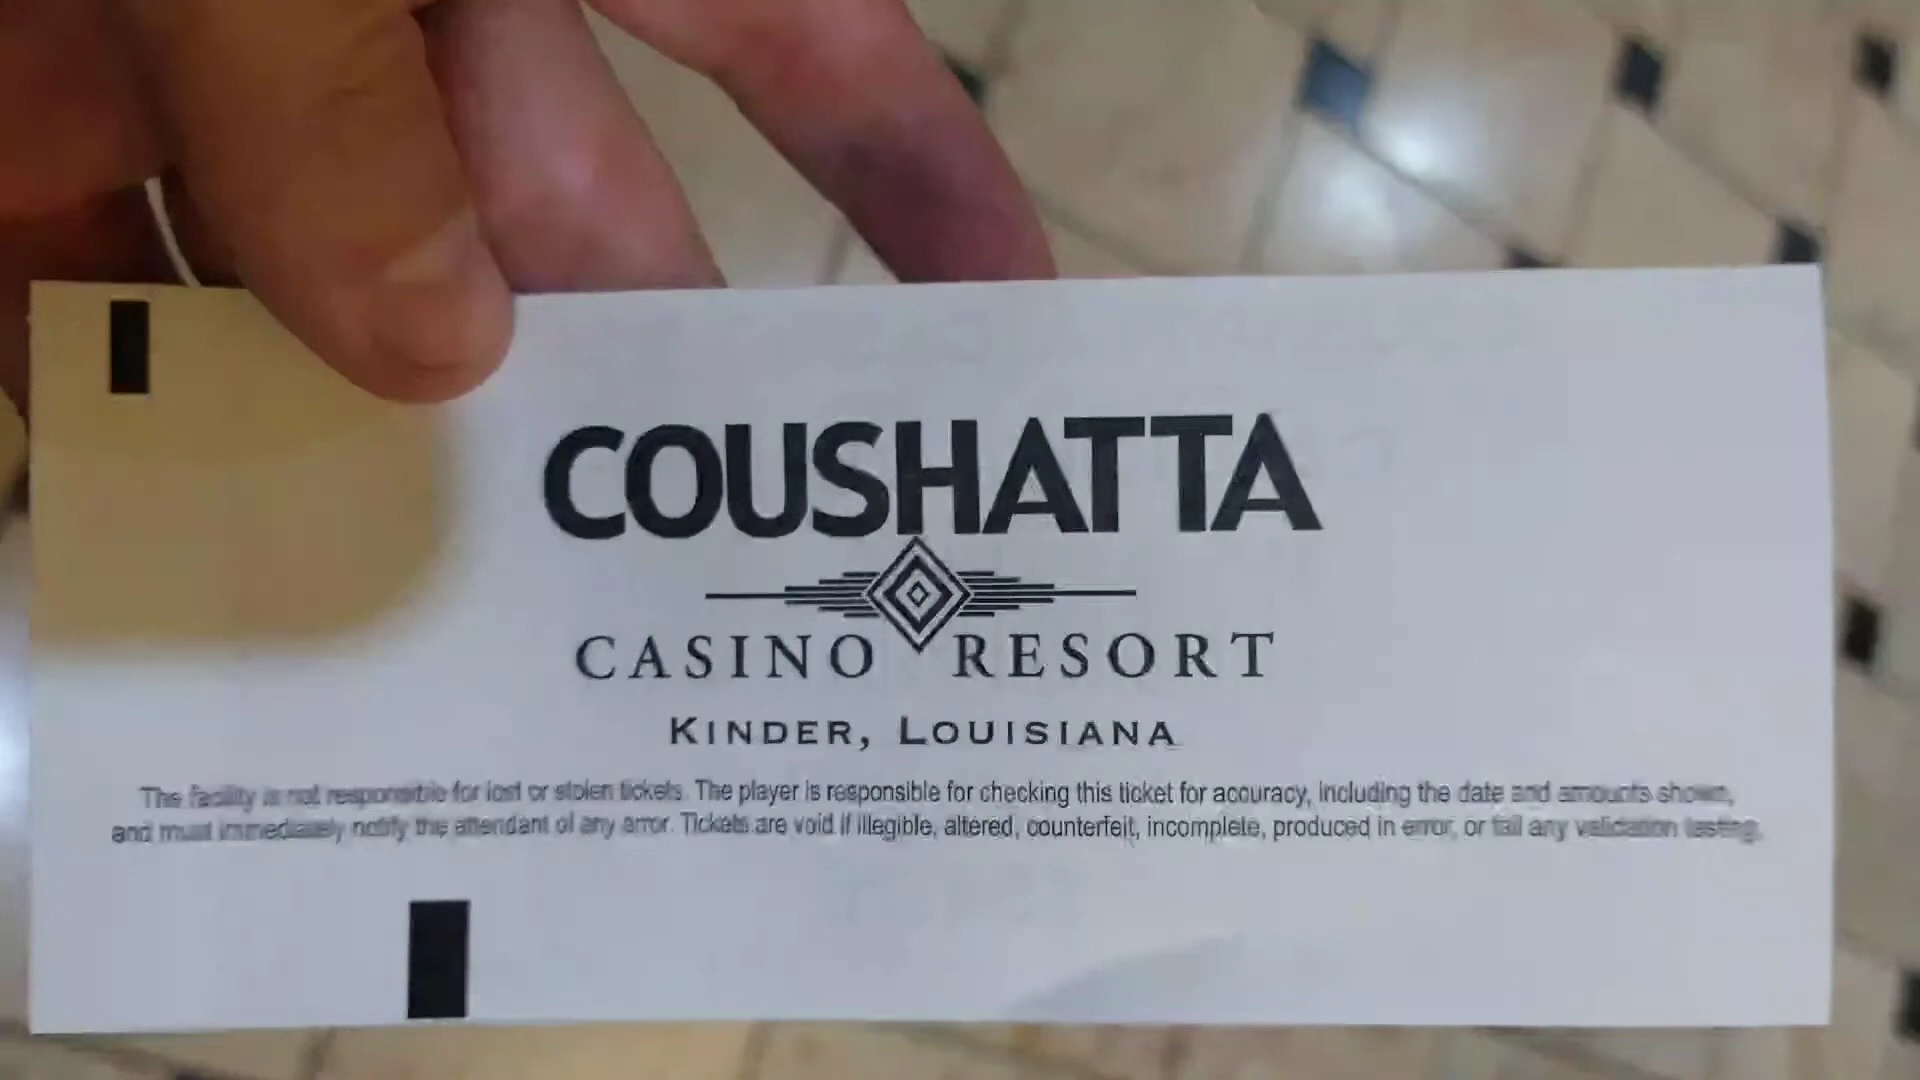 COUSHATTA
CASINO RESORT
KINDER, LOUISIANA
The facility is not responsible for lost or stolen tickets. The player is responsible for checking this ticket for accuracy, including the date and amounts shown,
and must immediately notify the attendant of any error. Tickets are void if illegible, altered, counterfeit, incomplete, produced in error, or fail any validation testing.